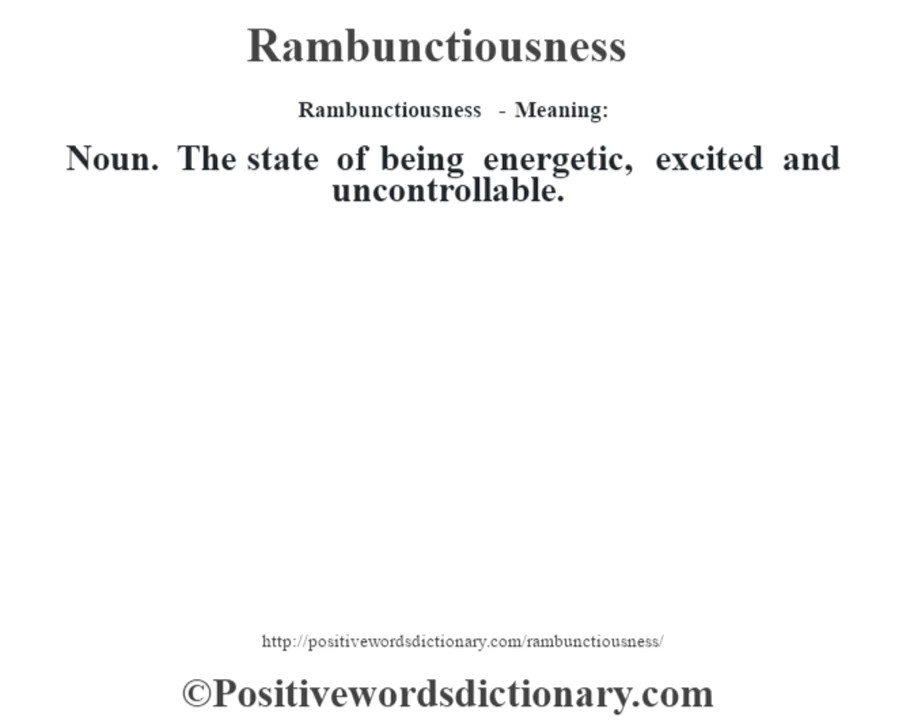 Rambunctiousness
Rambunctiousness - Meaning:
Noun. The state of being energetic, excited and
uncontrollable.
http://positivewordsdictionary.com/rambunctiousness/
©Positivewordsdictionary.com